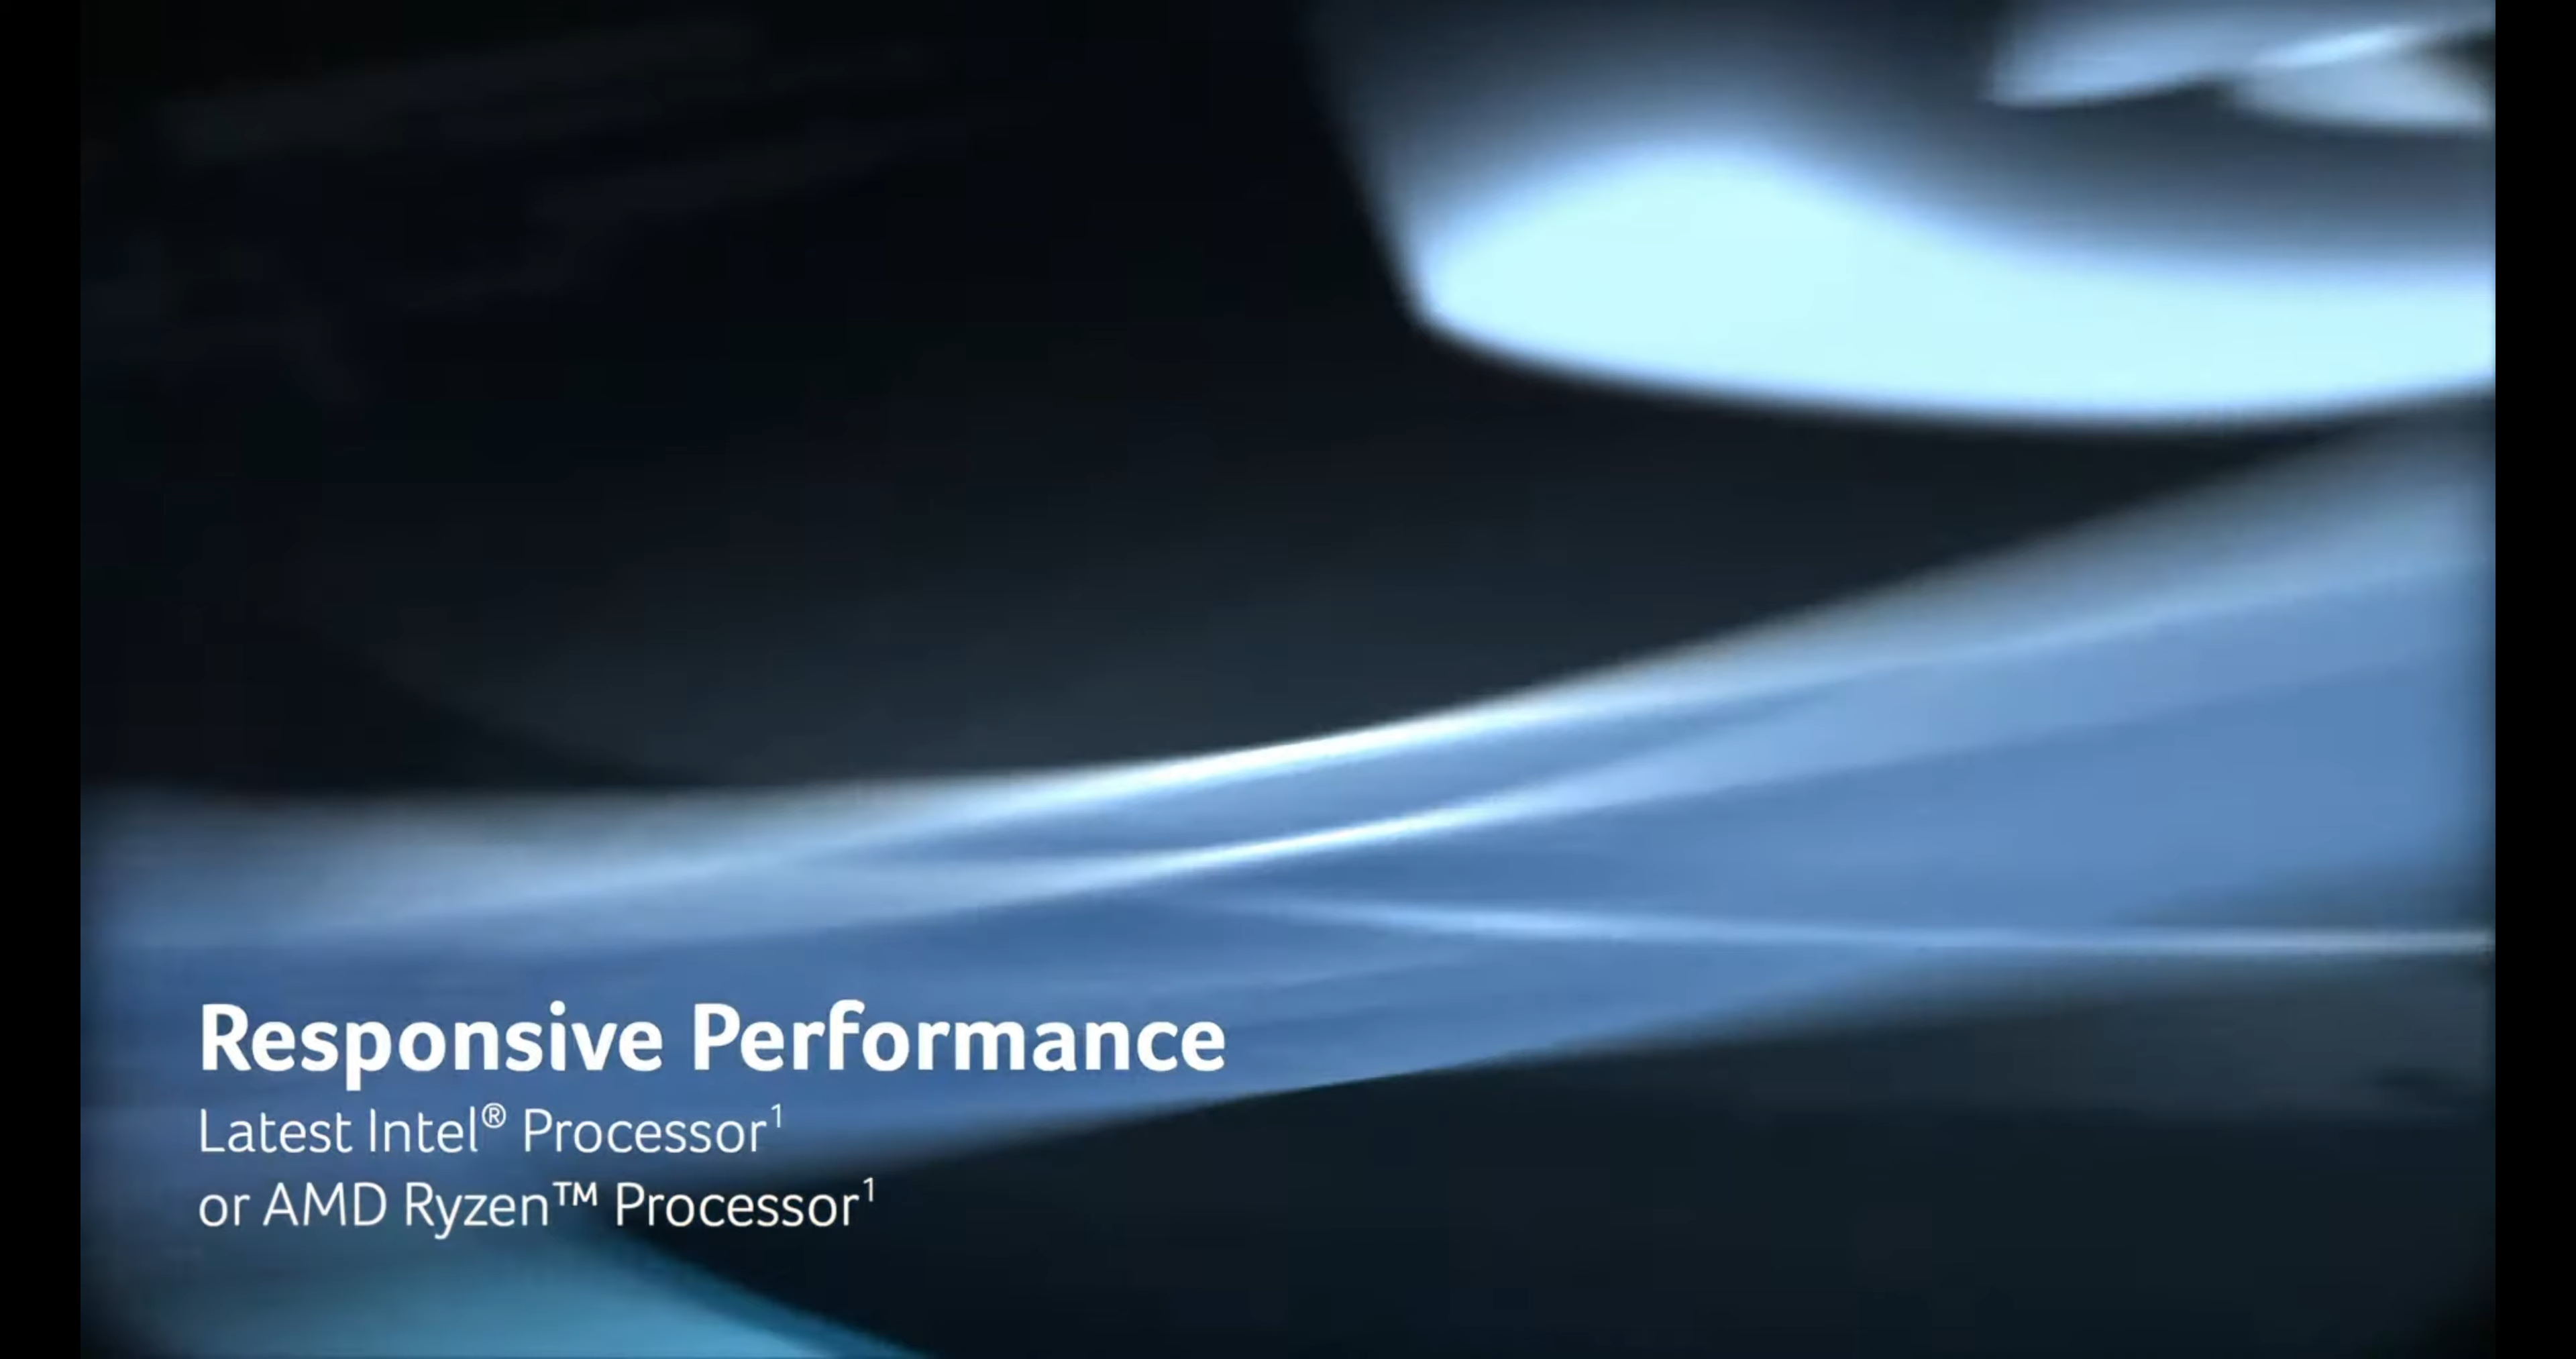 Responsive Performance
Latest Intel® Processor¹
or AMD Ryzen™ Processor¹